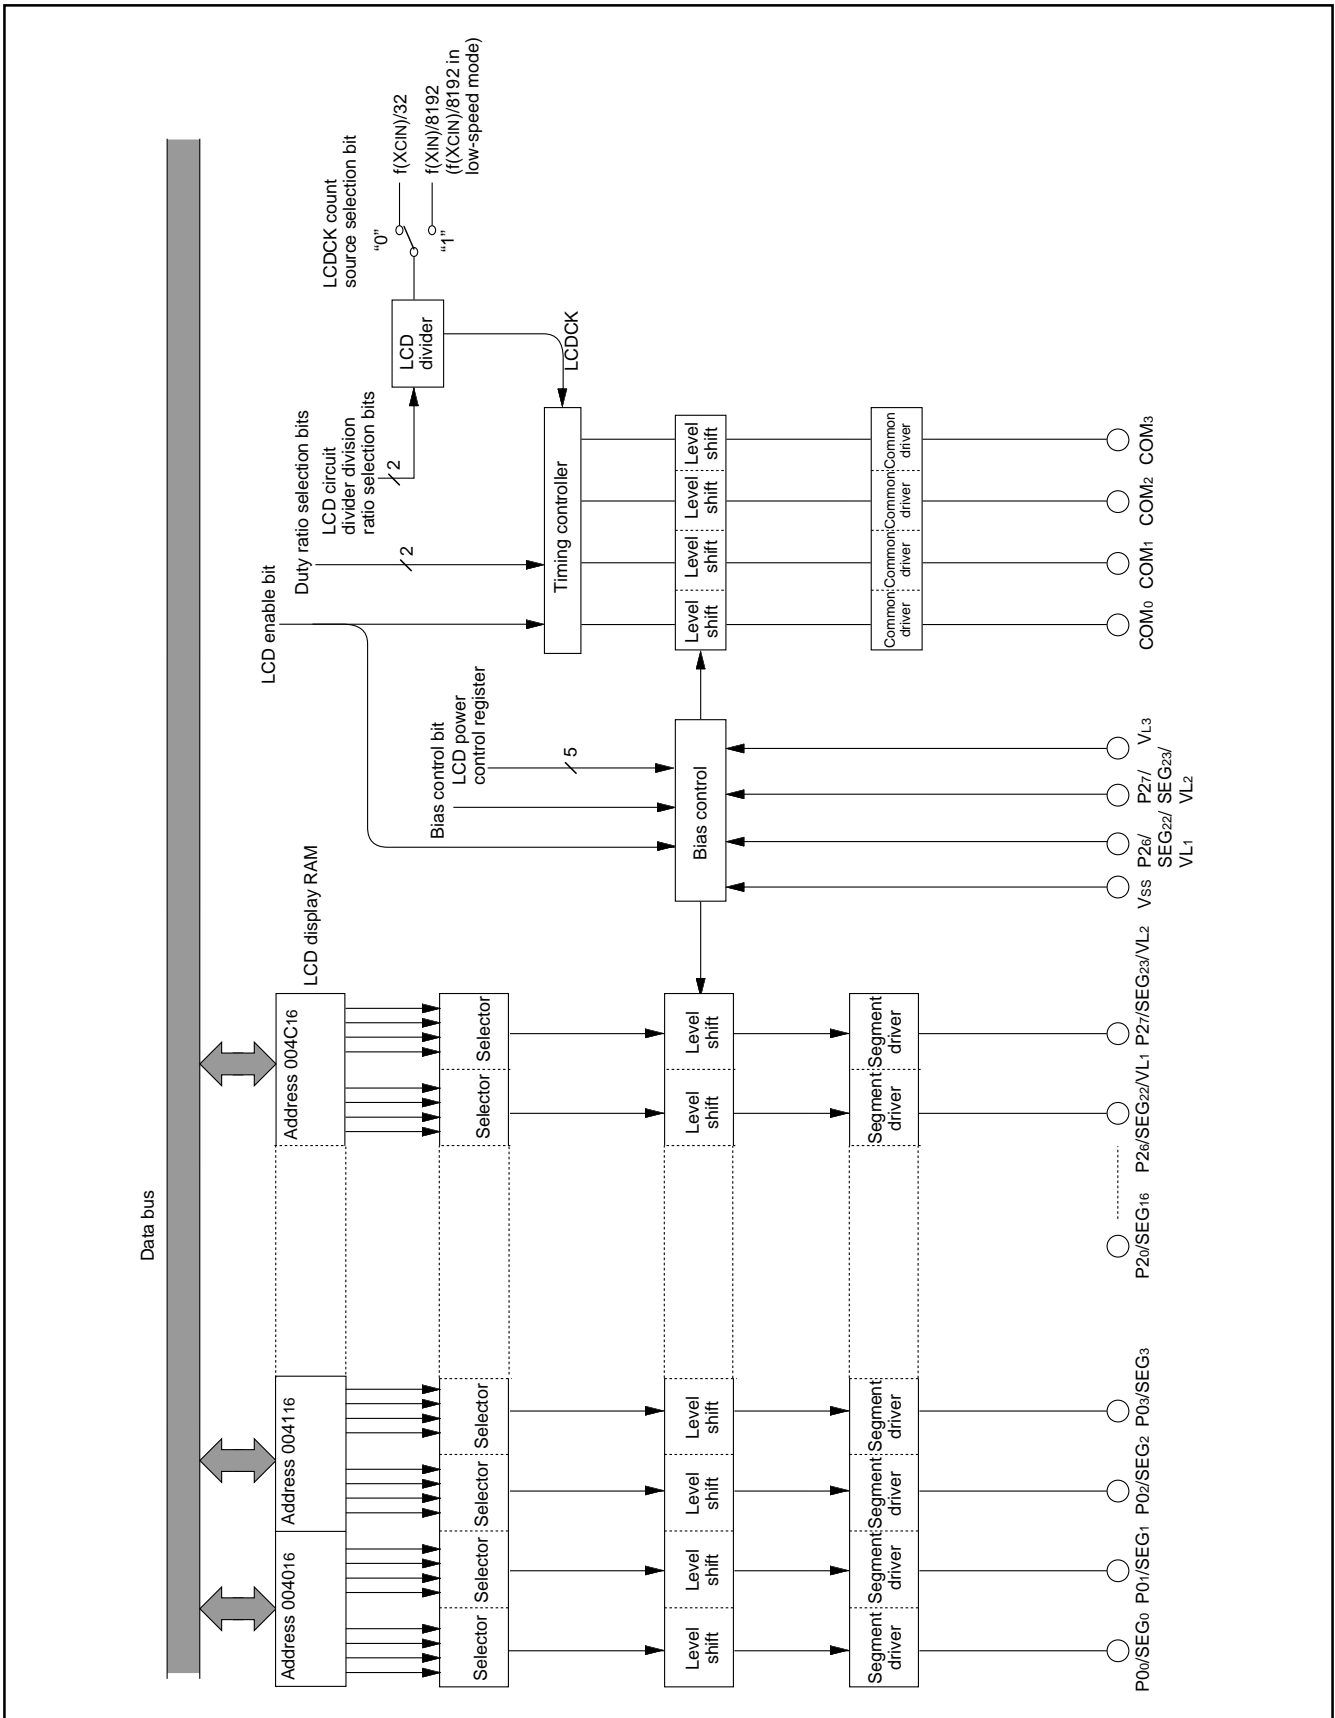 Data bus
Address 004016
Address 004116
Address 004C16
LCD display RAM
LCD enable bit
Duty ratio selection bits
LCD circuit
divider division
ratio selection bits
2
2
LCDCK count
source selection bit
“0”
“1”
f(XCIN)/32
f(XIN)/8192
(f(XCIN)/8192 in
low-speed mode)
LCD
divider
LCDCK
Bias control bit
LCD power
control register
5
Selector
Selector
Selector
Selector
Selector
Selector
Timing controller
Level
shift
Level
shift
Level
shift
Level
shift
Level
shift
Level
shift
Bias control
Level
shift
Level
shift
Level
shift
Level
shift
Segment
driver
Segment
driver
Segment
driver
Segment
driver
Segment
driver
Segment
driver
Common
driver
Common
driver
Common
driver
Common
driver
P00/SEG0
P01/SEG1
P02/SEG2
P03/SEG3
P20/SEG16
P26/SEG22/VL1
P27/SEG23/VL2
VSS
P26/
SEG22/
VL1
P27/
SEG23/
VL2
VL3
COM0
COM1
COM2
COM3